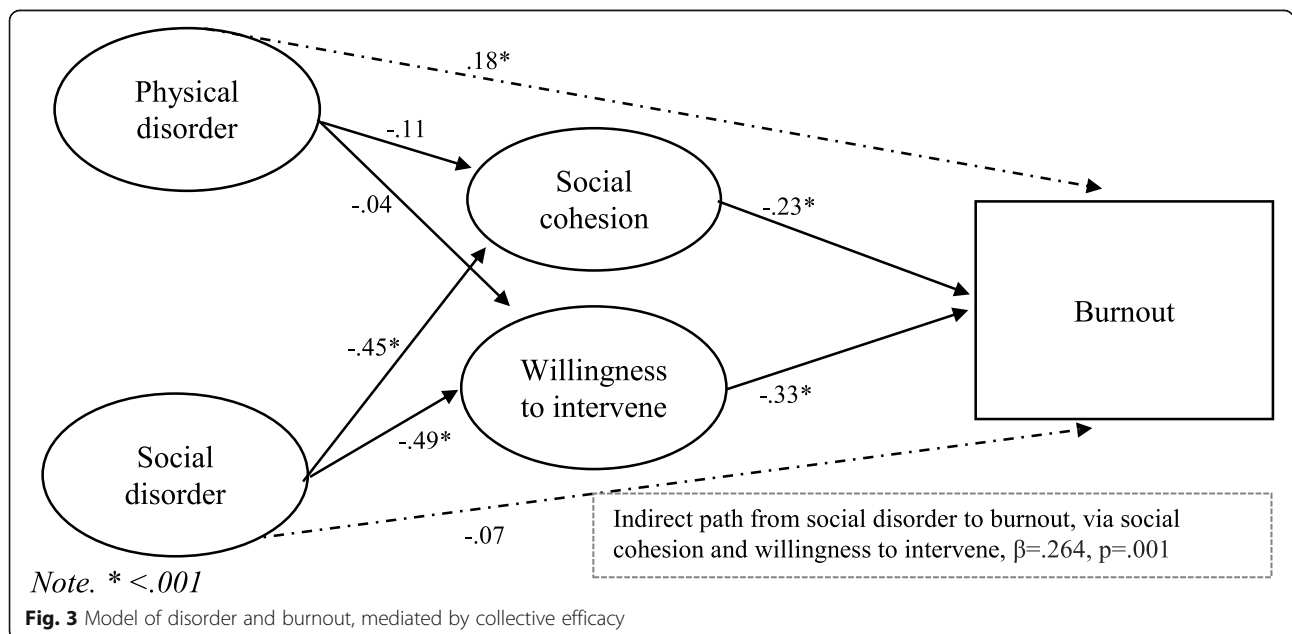 .18*
Physical
disorder
-.11
Social
cohesion
-.04
-.23*
Burnout
-.45*
Willingness
to intervene
-.33*
-.49*
Social
disorder
-.07
Indirect path from social disorder to burnout, via social
cohesion and willingness to intervene, β=.264, p=.001
Note. * <.001
Fig. 3 Model of disorder and burnout, mediated by collective efficacy